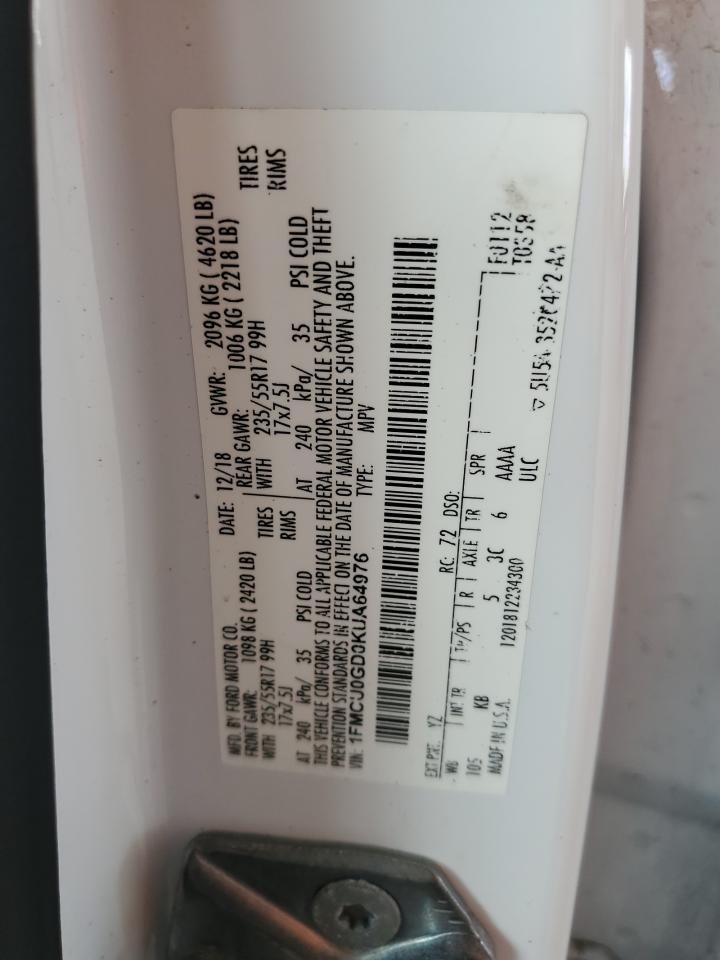 MFD. BY FORD MOTOR CO.
DATE: 12/18 GVWR: 2096 KG ( 4620 LB)
FRONT GAWR: 1098 KG ( 2420 LB) REAR GAWR: 1006 KG ( 2218 LB)
WITH 235/55R17 99H TIRES WITH 235/55R17 99H TIRES
17x7.5J RIMS 17x7.5J RIMS
AT 240 kPa/ 35 PSI COLD AT 240 kPa/ 35 PSI COLD
THIS VEHICLE CONFORMS TO ALL APPLICABLE FEDERAL MOTOR VEHICLE SAFETY AND THEFT
PREVENTION STANDARDS IN EFFECT ON THE DATE OF MANUFACTURE SHOWN ABOVE.
VIN: 1FMCU0GD0KUA64976 TYPE: MPV
EXT PNT: YZ RC: 72 DSO:
WB INT TR TP/PS R AXLE TR SPR
105 KB 5 3C 6 AAAA
MADE IN U.S.A. 1201812234300 ULC
F0112